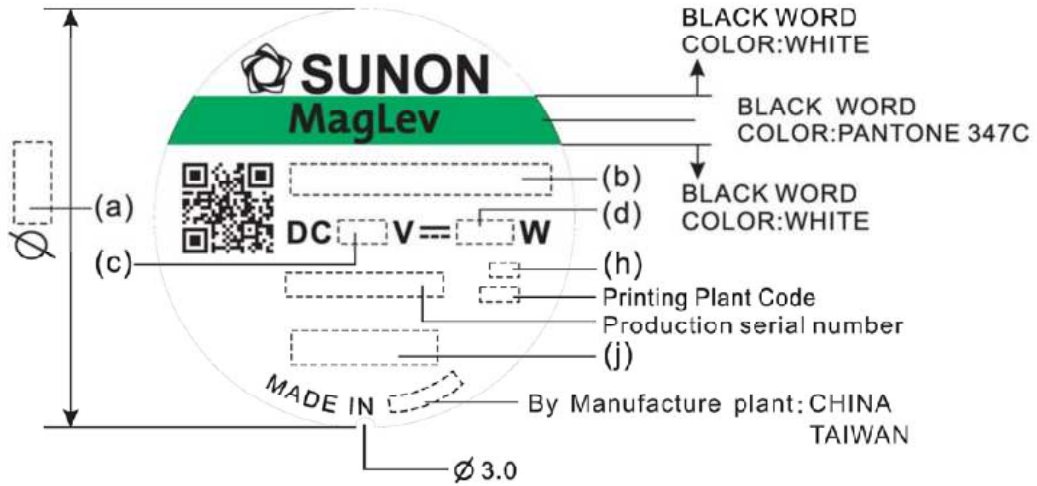 BLACK WORD
COLOR:WHITE
SUNON
MagLev
BLACK WORD
COLOR:PANTONE 347C
(a)
(b)
BLACK WORD
COLOR:WHITE
(d)
DC V W
(c)
(h)
Printing Plant Code
Production serial number
(j)
MADE IN
By Manufacture plant: CHINA
TAIWAN
Ø
Ø 3.0